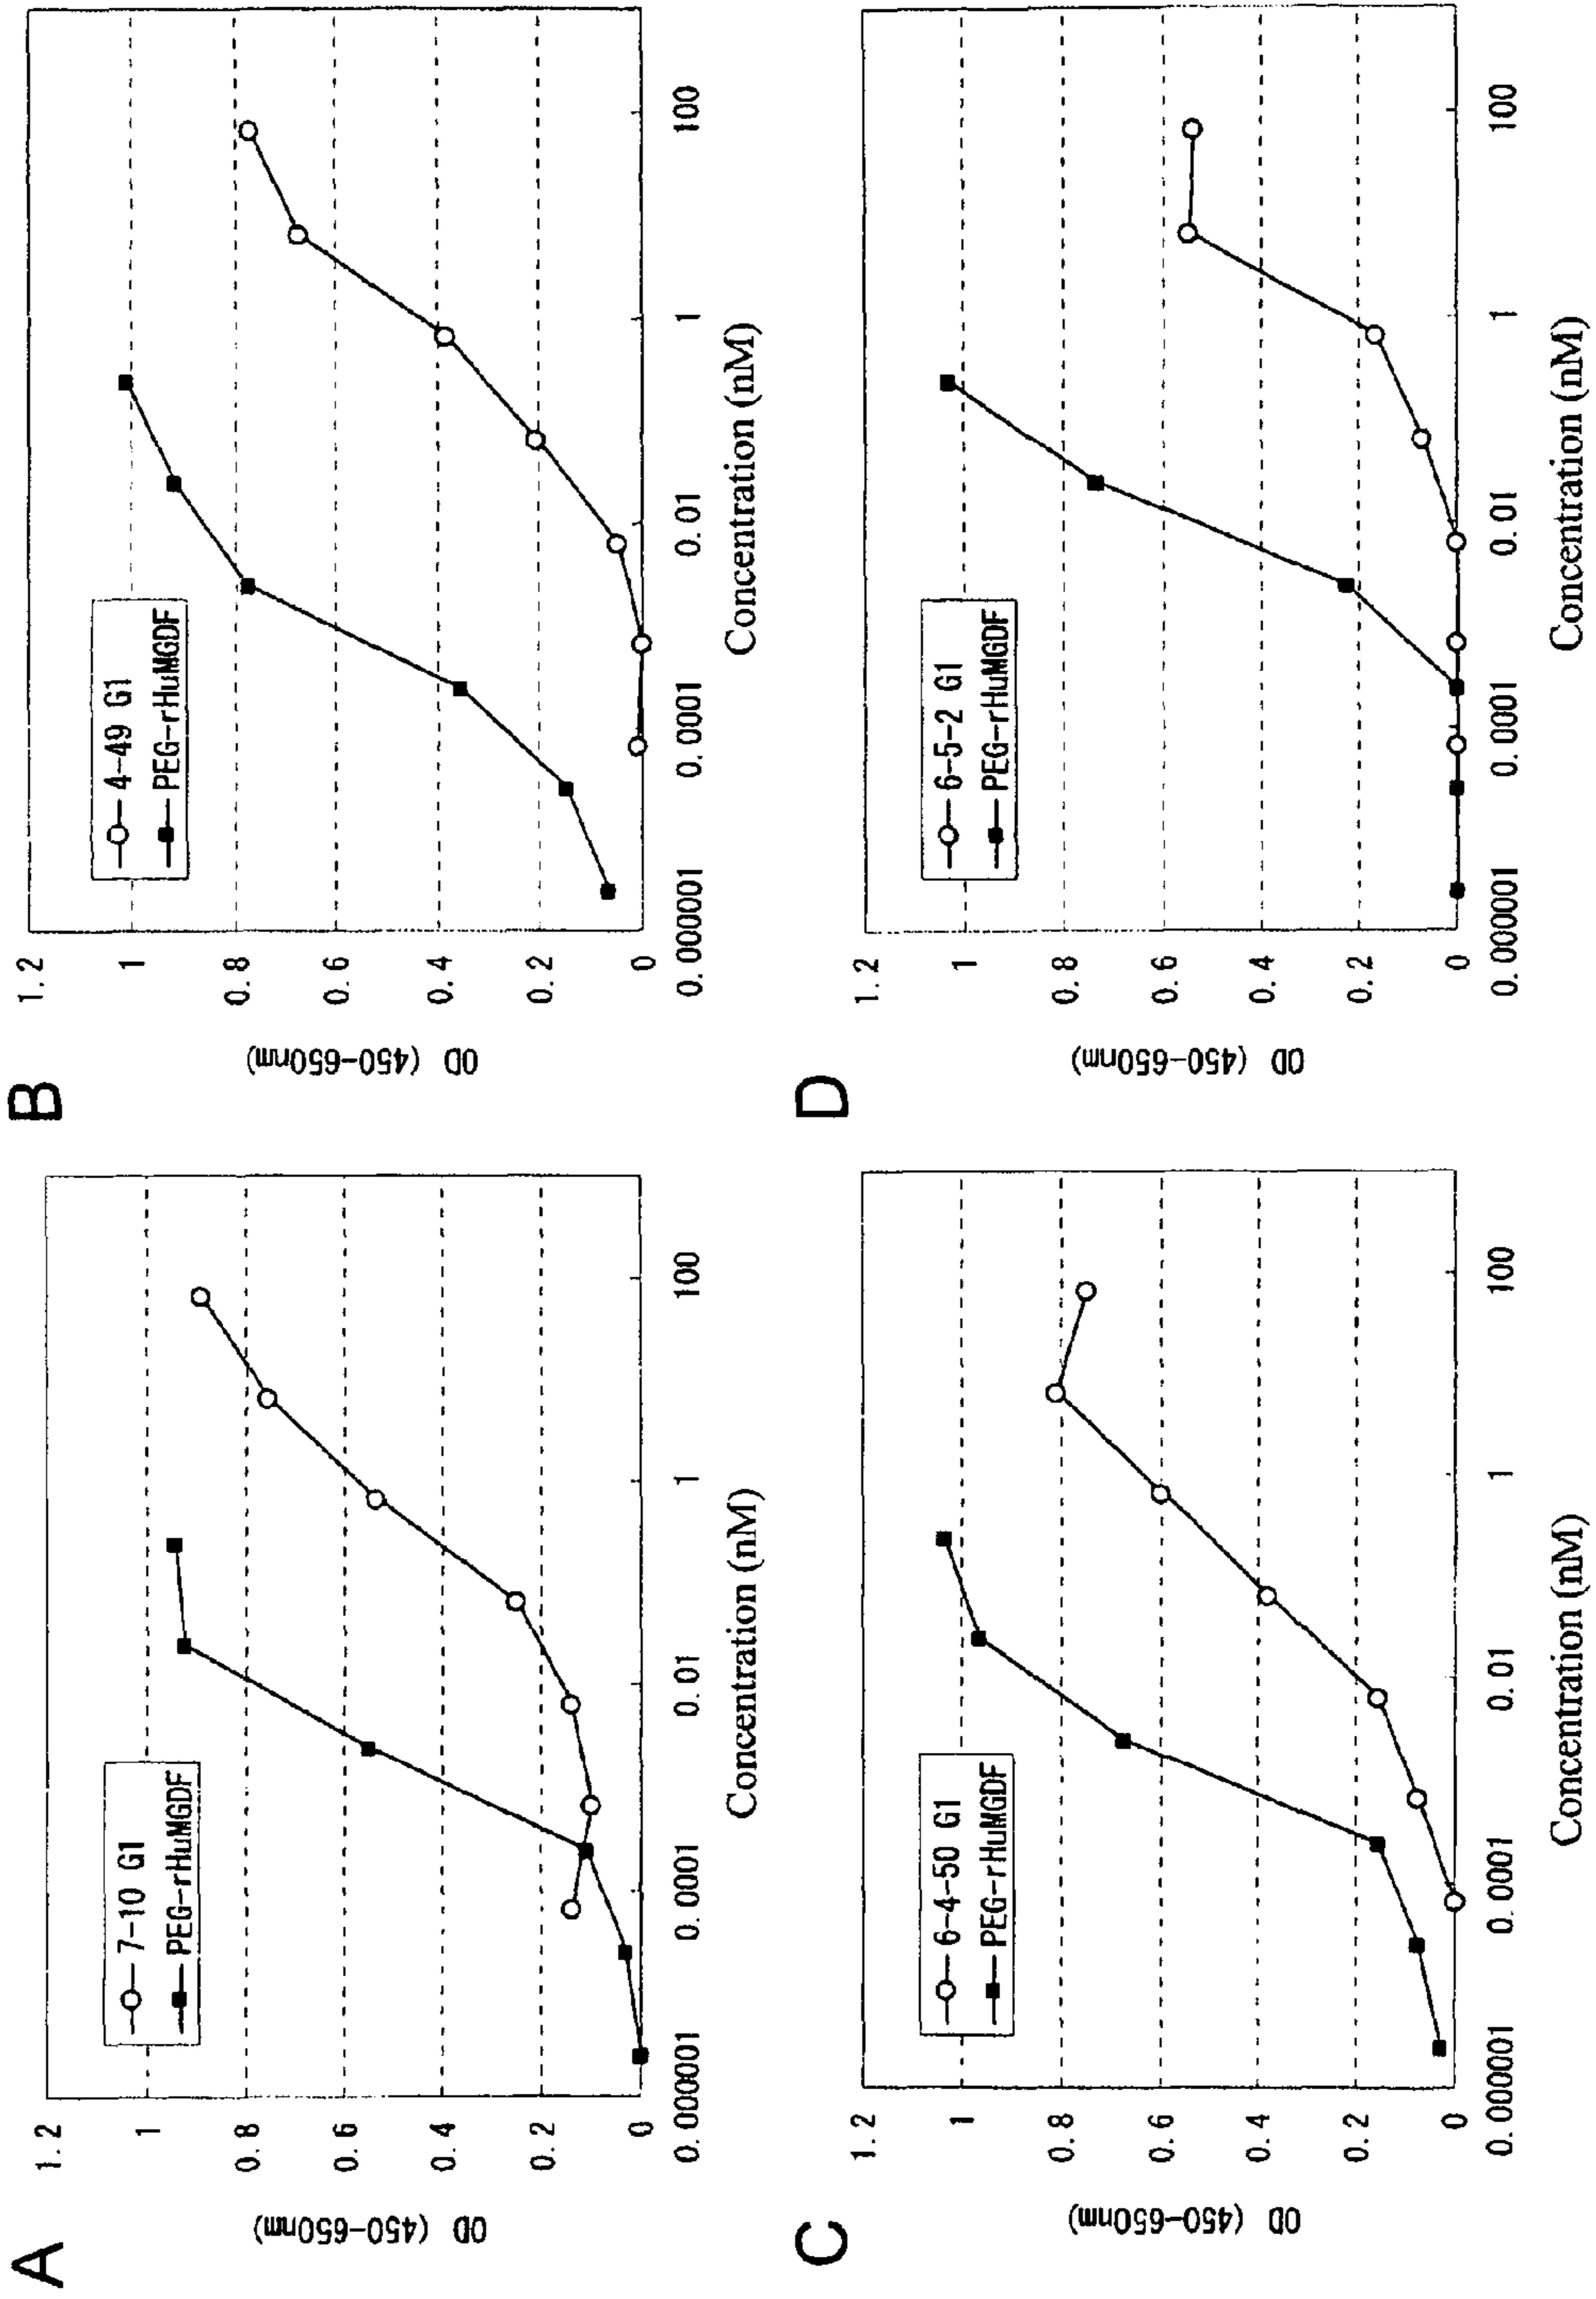 A
OD (450-650nm)
1.2
1
0.8
0.6
0.4
0.2
0
7-10 G1
PEG-rHuMGDF
0.000001
0.0001
0.01
1
100
Concentration (nM)
B
OD (450-650nm)
1.2
1
0.8
0.6
0.4
0.2
0
4-49 G1
PEG-rHuMGDF
0.000001
0.0001
0.01
1
100
Concentration (nM)
C
OD (450-650nm)
1.2
1
0.8
0.6
0.4
0.2
0
6-4-50 G1
PEG-rHuMGDF
0.000001
0.0001
0.01
1
100
Concentration (nM)
D
OD (450-650nm)
1.2
1
0.8
0.6
0.4
0.2
0
6-5-2 G1
PEG-rHuMGDF
0.000001
0.0001
0.01
1
100
Concentration (nM)